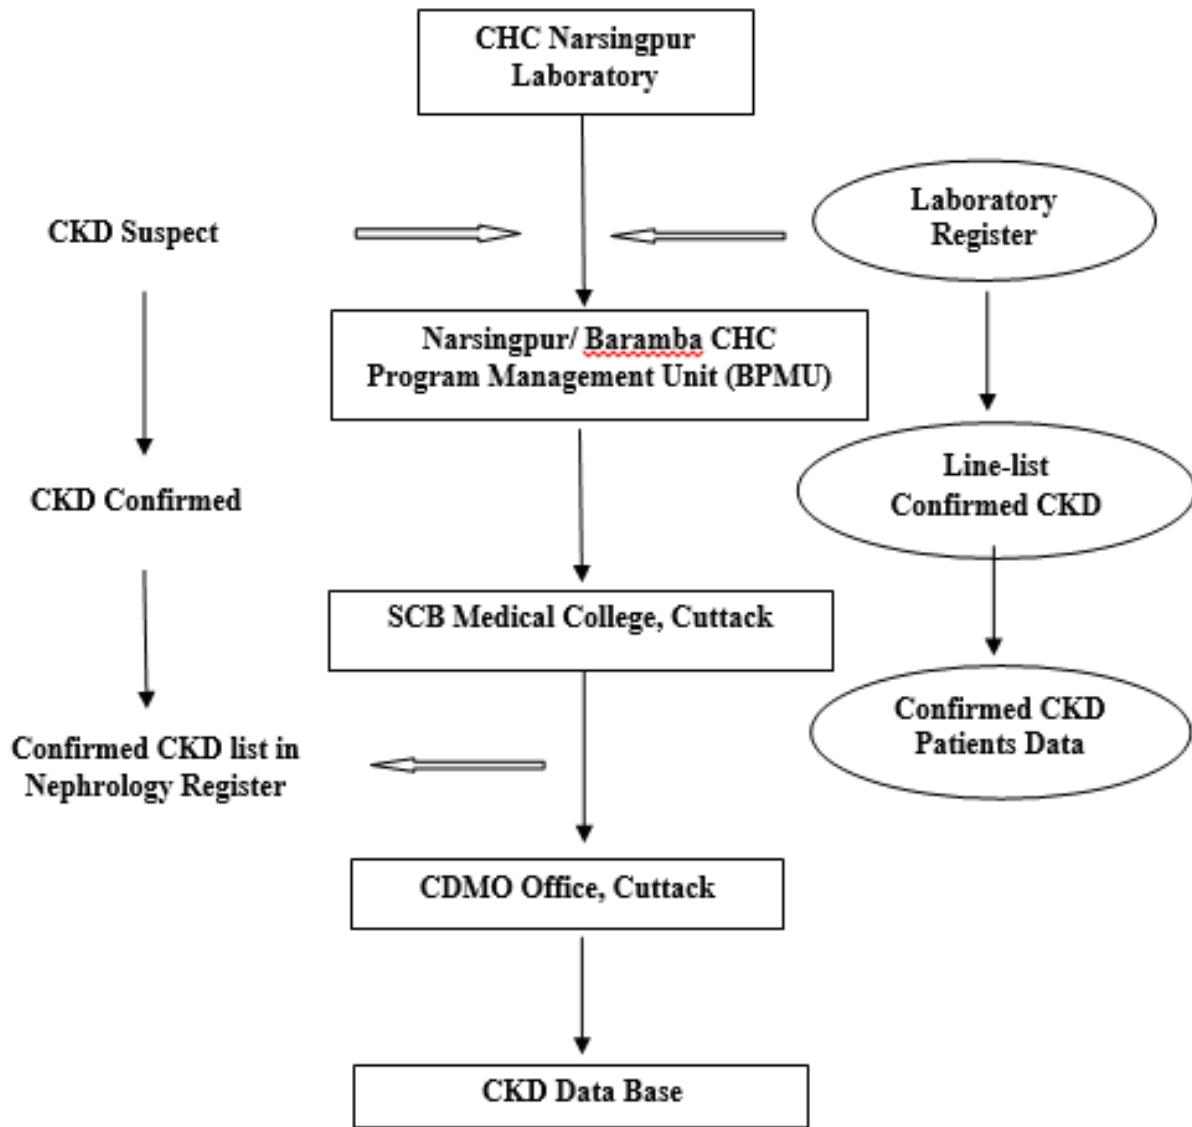 CHC Narsingpur
Laboratory
CKD Suspect
Laboratory
Register
Narsingpur/ Baramba CHC
Program Management Unit (BPMU)
CKD Confirmed
Line-list
Confirmed CKD
SCB Medical College, Cuttack
Confirmed CKD list in
Nephrology Register
Confirmed CKD
Patients Data
CDMO Office, Cuttack
CKD Data Base